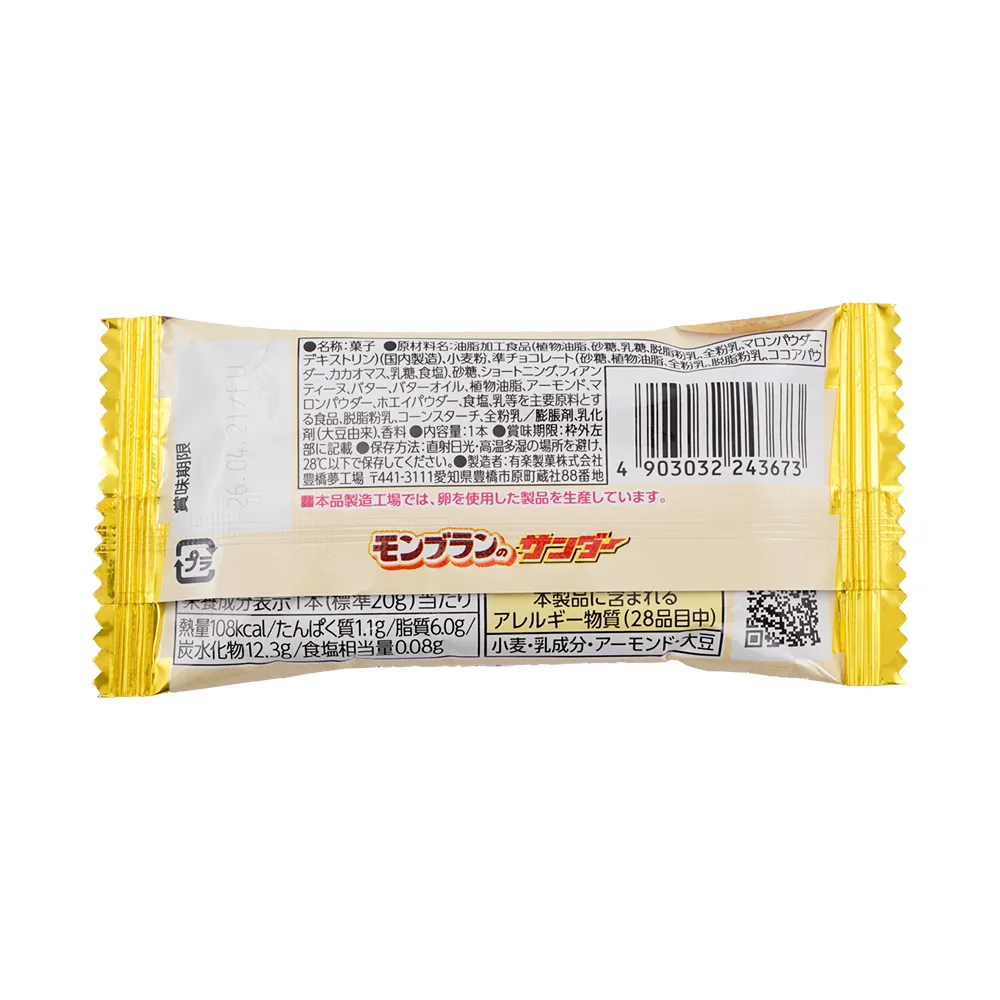 ●名称:菓子 ●原材料名:油脂加工食品(植物油脂、砂糖、乳糖、脱脂粉乳、全粉乳、マロンパウダー、
デキストリン)(国内製造)、小麦粉、準チョコレート(砂糖、植物油脂、全粉乳、脱脂粉乳、ココアパウ
ダー、カカオマス、乳糖、食塩)、砂糖、ショートニング、フィアン
ティーヌ、バター、バターオイル、植物油脂、アーモンド、マ
ロンパウダー、ホエイパウダー、食塩、乳等を主要原料とす
る食品、脱脂粉乳、コーンスターチ、全粉乳/膨脹剤、乳化
剤(大豆由来)、香料 ●内容量:1本 ●賞味期限:枠外左
部に記載 ●保存方法:直射日光・高温多湿の場所を避け、
28℃以下で保存してください。●製造者:有楽製菓株式会社
豊橋夢工場 〒441-3111愛知県豊橋市原町蔵社88番地
4 903032 243673
■本品製造工場では、卵を使用した製品を生産しています。
賞味期限
26.04.21/TU
プラ
モンブランのサンダー
栄養成分表示1本(標準20g)当たり
熱量108kcal/たんぱく質1.1g/脂質6.0g/
炭水化物12.3g/食塩相当量0.08g
本製品に含まれる
アレルギー物質(28品目中)
小麦・乳成分・アーモンド・大豆